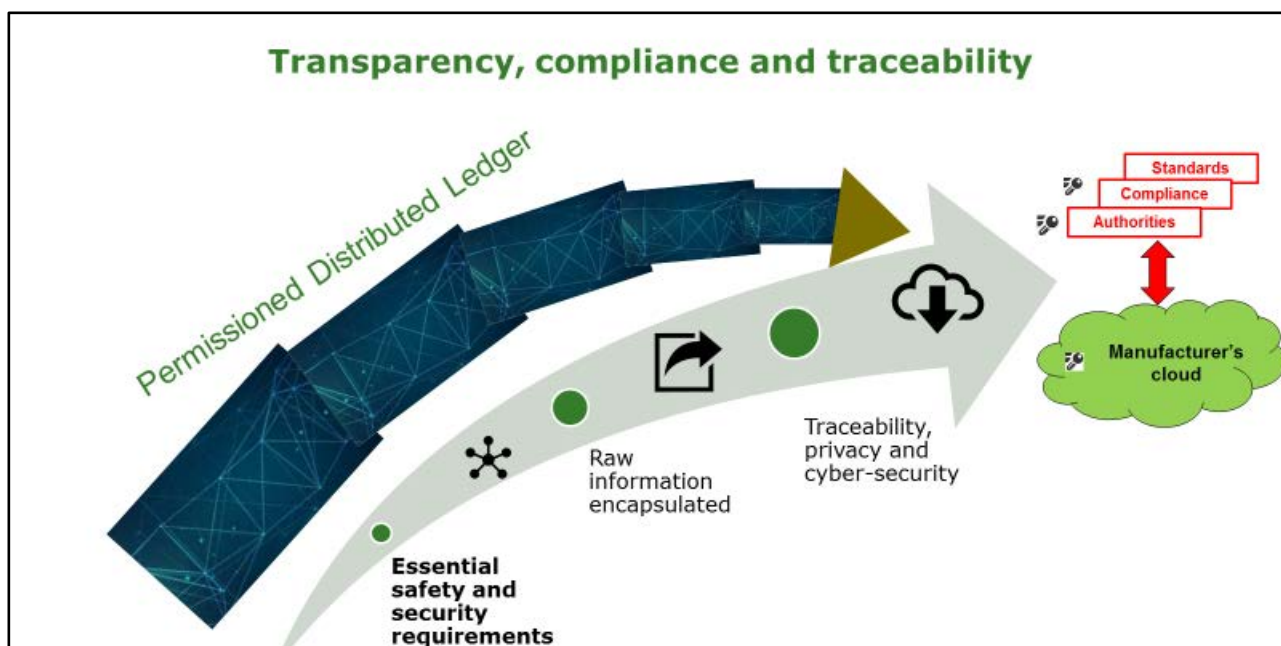 Transparency, compliance and traceability
Permissioned Distributed Ledger
Standards
Compliance
Authorities
Manufacturer's
cloud
Traceability,
privacy and
cyber-security
Raw
information
encapsulated
Essential
safety and
security
requirements